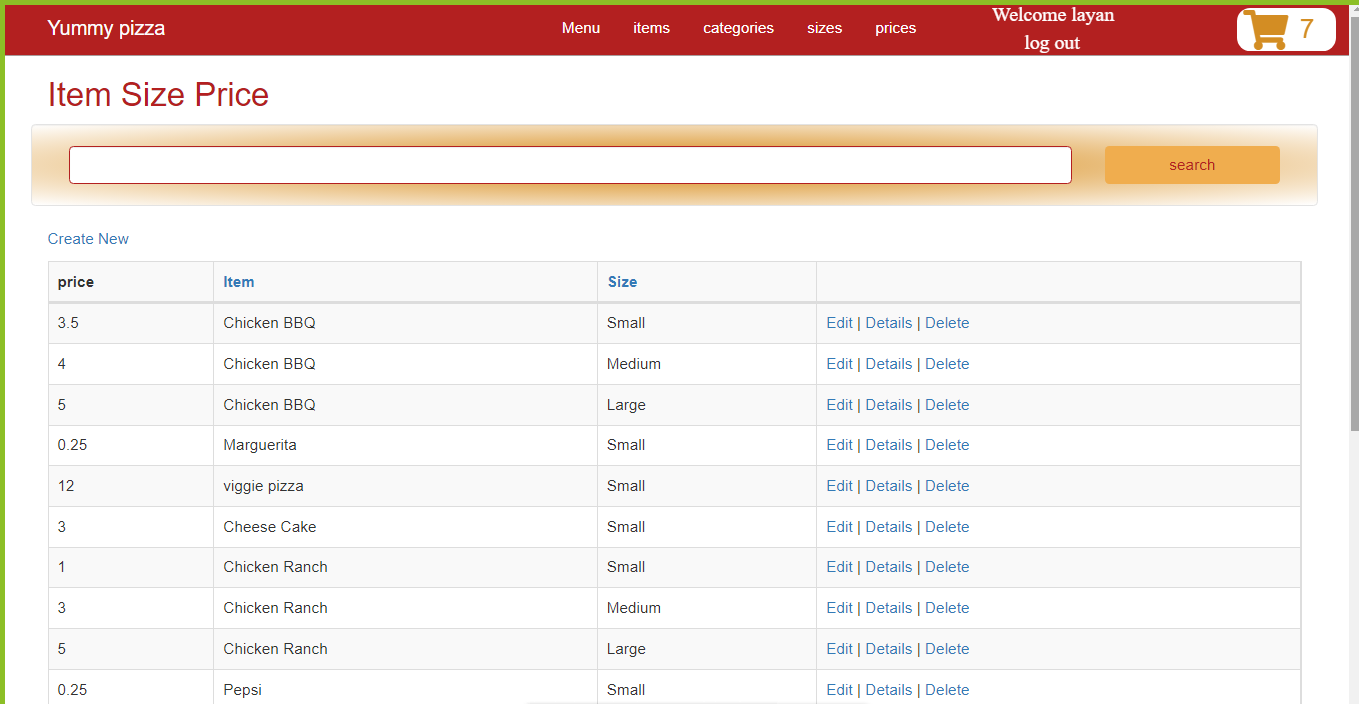 Yummy pizza Menu items categories sizes prices Welcome layan 7
log out
Item Size Price
search
Create New
price Item Size
3.5 Chicken BBQ Small Edit | Details | Delete
4 Chicken BBQ Medium Edit | Details | Delete
5 Chicken BBQ Large Edit | Details | Delete
0.25 Marguerita Small Edit | Details | Delete
12 viggie pizza Small Edit | Details | Delete
3 Cheese Cake Small Edit | Details | Delete
1 Chicken Ranch Small Edit | Details | Delete
3 Chicken Ranch Medium Edit | Details | Delete
5 Chicken Ranch Large Edit | Details | Delete
0.25 Pepsi Small Edit | Details | Delete